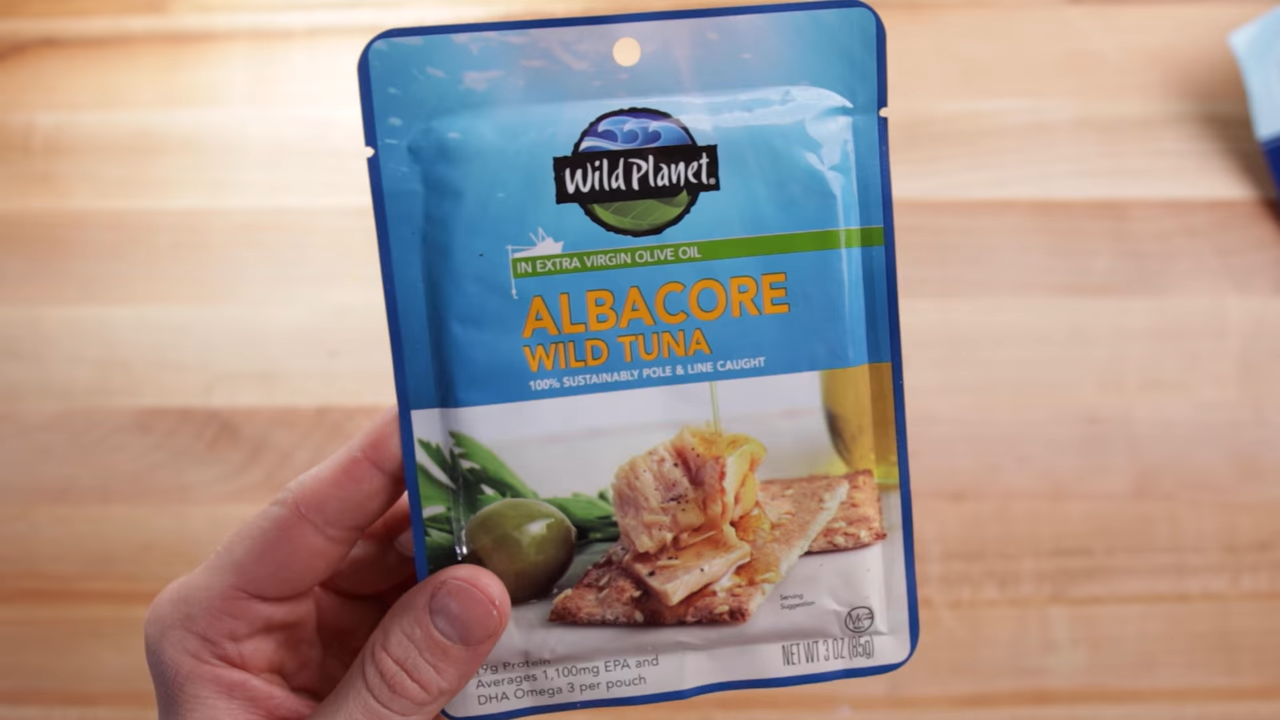 Wild Planet®
IN EXTRA VIRGIN OLIVE OIL
ALBACORE
WILD TUNA
100% SUSTAINABLY POLE & LINE CAUGHT
Serving
Suggestion
NET WT 3 OZ (85g)
Protein
Averages 1,100mg EPA and
DHA Omega 3 per pouch